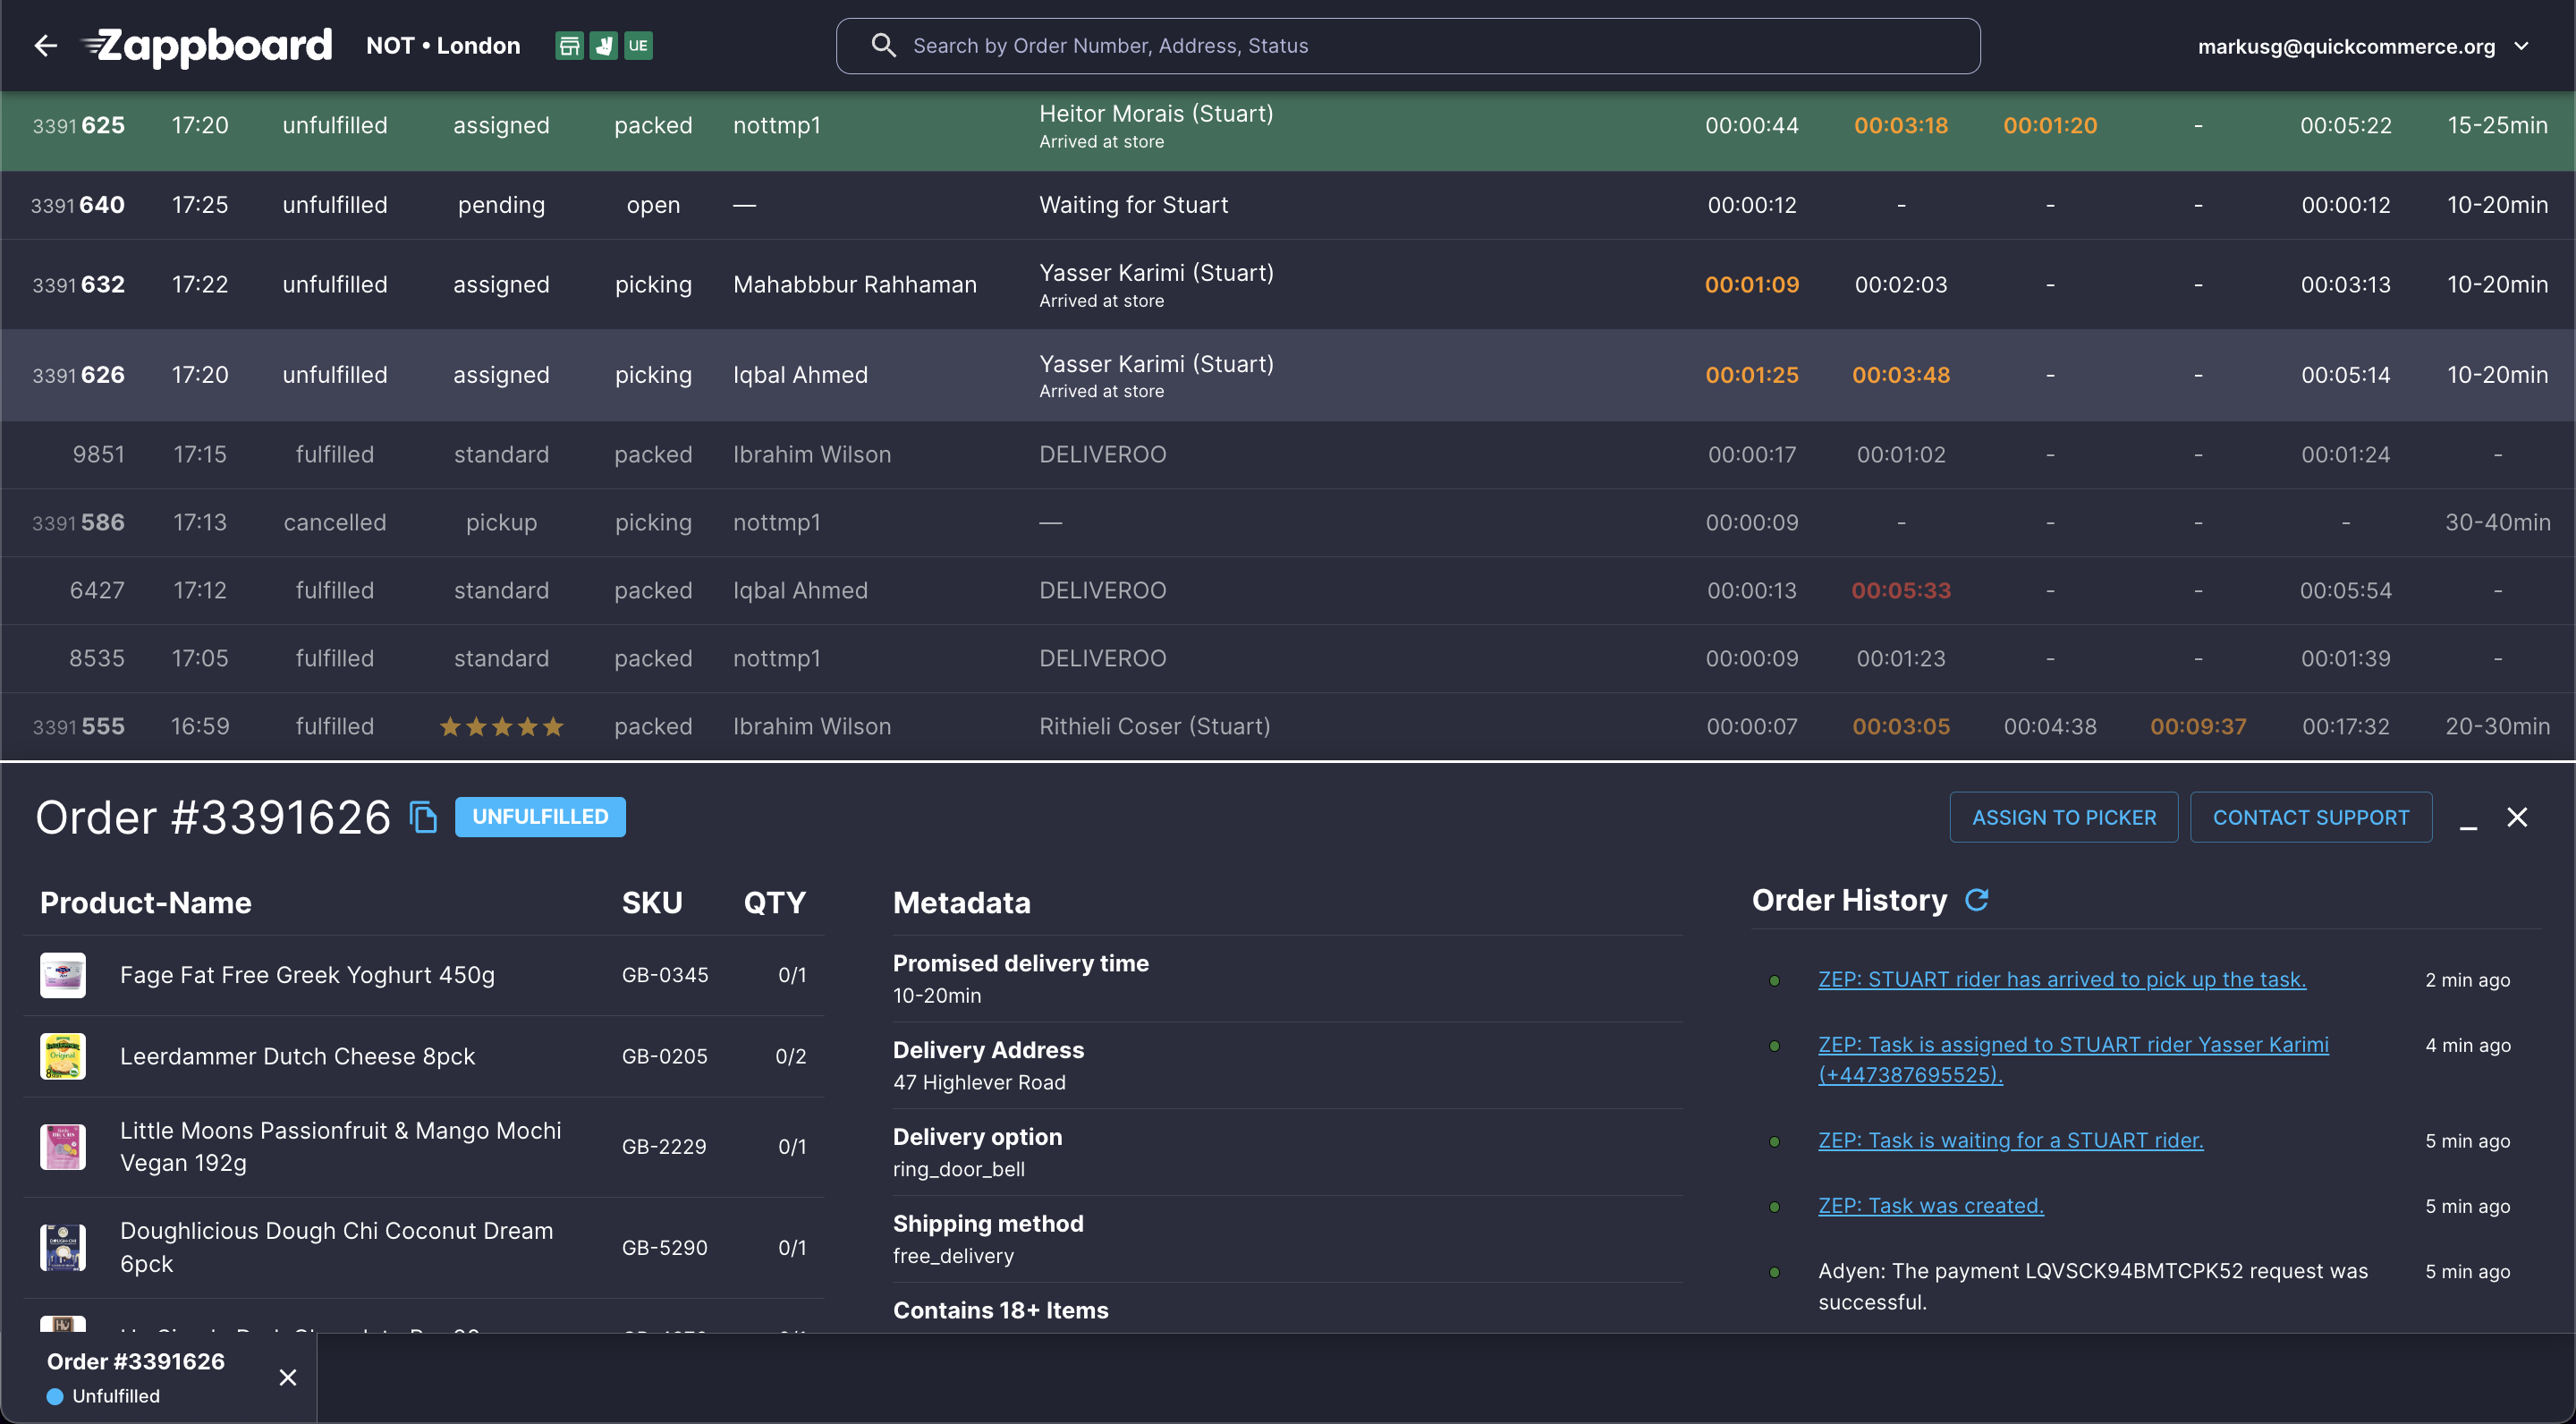 Zappboard NOT • London UE Search by Order Number, Address, Status markusg@quickcommerce.org
3391 625 17:20 unfulfilled assigned packed nottmp1 Heitor Morais (Stuart) 00:00:44 00:03:18 00:01:20 - 00:05:22 15-25min
Arrived at store
3391 640 17:25 unfulfilled pending open — Waiting for Stuart 00:00:12 - - - 00:00:12 10-20min
3391 632 17:22 unfulfilled assigned picking Mahabbbur Rahhaman Yasser Karimi (Stuart) 00:01:09 00:02:03 - - 00:03:13 10-20min
Arrived at store
3391 626 17:20 unfulfilled assigned picking Iqbal Ahmed Yasser Karimi (Stuart) 00:01:25 00:03:48 - - 00:05:14 10-20min
Arrived at store
9851 17:15 fulfilled standard packed Ibrahim Wilson DELIVEROO 00:00:17 00:01:02 - - 00:01:24 -
3391 586 17:13 cancelled pickup picking nottmp1 — 00:00:09 - - - - 30-40min
6427 17:12 fulfilled standard packed Iqbal Ahmed DELIVEROO 00:00:13 00:05:33 - - 00:05:54 -
8535 17:05 fulfilled standard packed nottmp1 DELIVEROO 00:00:09 00:01:23 - - 00:01:39 -
3391 555 16:59 fulfilled ★★★★★ packed Ibrahim Wilson Rithieli Coser (Stuart) 00:00:07 00:03:05 00:04:38 00:09:37 00:17:32 20-30min
Order #3391626 UNFULFILLED ASSIGN TO PICKER CONTACT SUPPORT
Product-Name SKU QTY
Fage Fat Free Greek Yoghurt 450g GB-0345 0/1
Leerdammer Dutch Cheese 8pck GB-0205 0/2
Little Moons Passionfruit & Mango Mochi
Vegan 192g GB-2229 0/1
Doughlicious Dough Chi Coconut Dream
6pck GB-5290 0/1
Metadata
Promised delivery time
10-20min
Delivery Address
47 Highlever Road
Delivery option
ring_door_bell
Shipping method
free_delivery
Contains 18+ Items
Order History
ZEP: STUART rider has arrived to pick up the task. 2 min ago
ZEP: Task is assigned to STUART rider Yasser Karimi 4 min ago
(+447387695525).
ZEP: Task is waiting for a STUART rider. 5 min ago
ZEP: Task was created. 5 min ago
Adyen: The payment LQVSCK94BMTCPK52 request was 5 min ago
successful.
Order #3391626
Unfulfilled